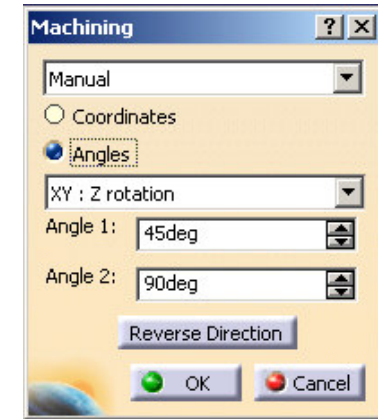 Machining ? X
Manual
Coordinates
Angles
XY : Z rotation
Angle 1: 45deg
Angle 2: 90deg
Reverse Direction
OK Cancel